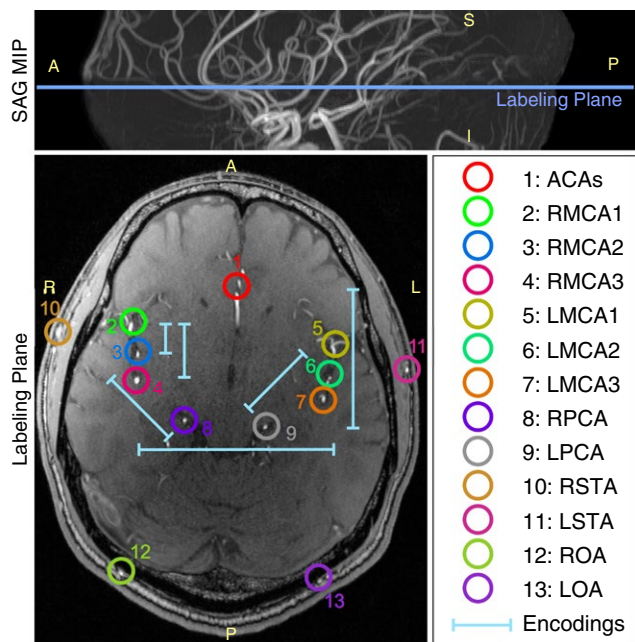 SAG MIP
S
A
P
Labeling Plane
I
Labeling Plane
A
R
L
1
10
2
5
11
3
6
4
7
8
9
12
13
P
1: ACAs
2: RMCA1
3: RMCA2
4: RMCA3
5: LMCA1
6: LMCA2
7: LMCA3
8: RPCA
9: LPCA
10: RSTA
11: LSTA
12: ROA
13: LOA
Encodings